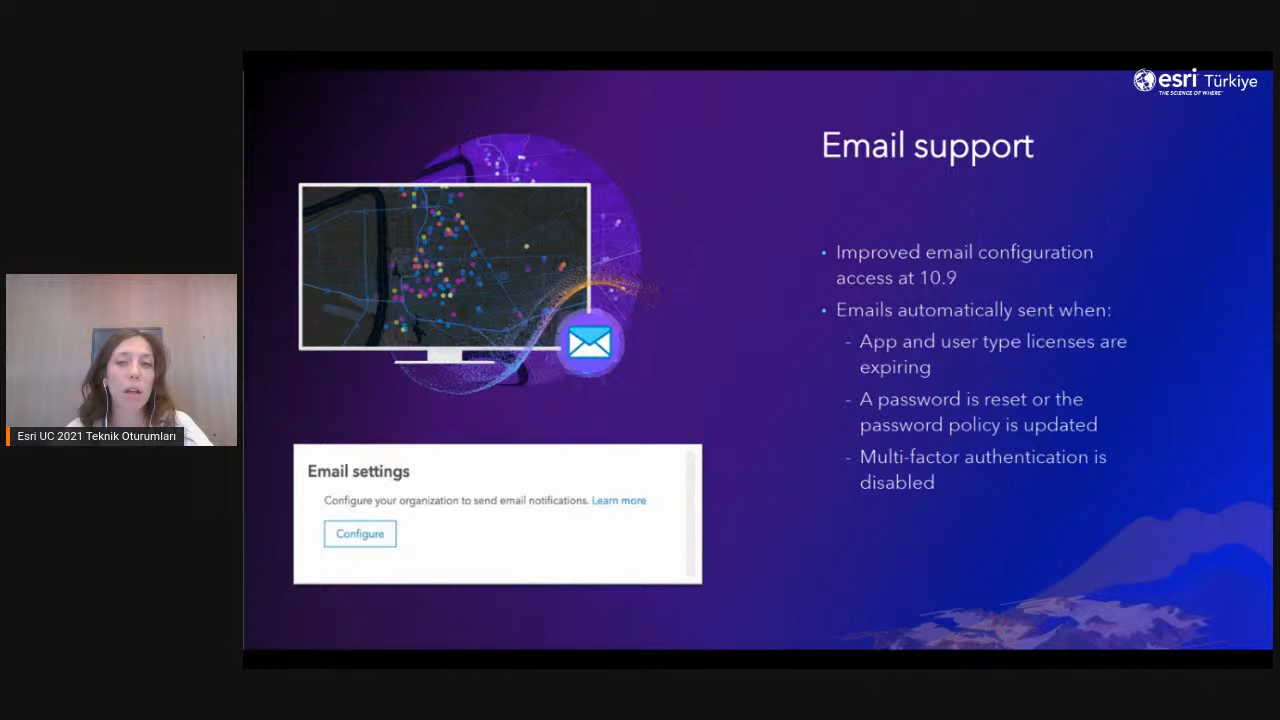 esri Türkiye
THE SCIENCE OF WHERE™
Email support
• Improved email configuration
access at 10.9
• Emails automatically sent when:
- App and user type licenses are
expiring
- A password is reset or the
password policy is updated
- Multi-factor authentication is
disabled
Email settings
Configure your organization to send email notifications. Learn more
Configure
Esri UC 2021 Teknik Oturumları